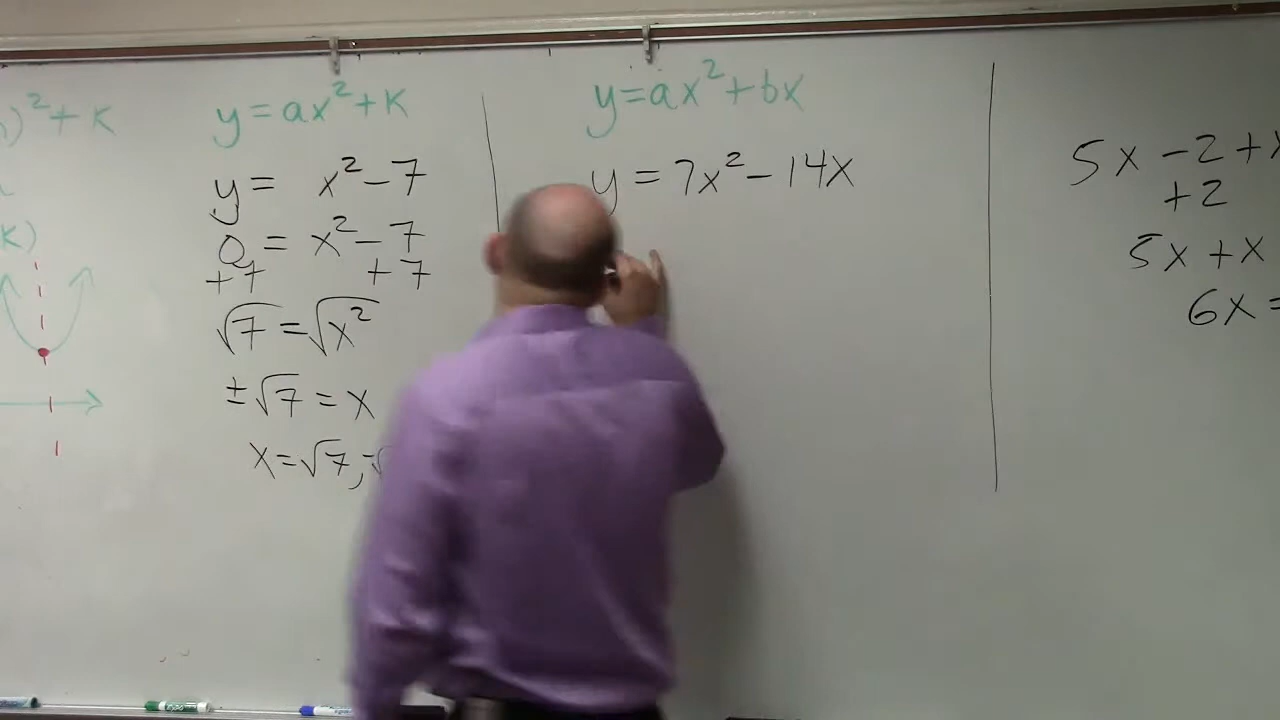 )² + K
K)
y = ax² + K
y = x² - 7
0 = x² - 7
+7 +7
√7 = √x²
±√7 = x
x = √7, -√
y = ax² + bx
y = 7x² - 14x
5x - 2 + x
+2
5x + x
6x =